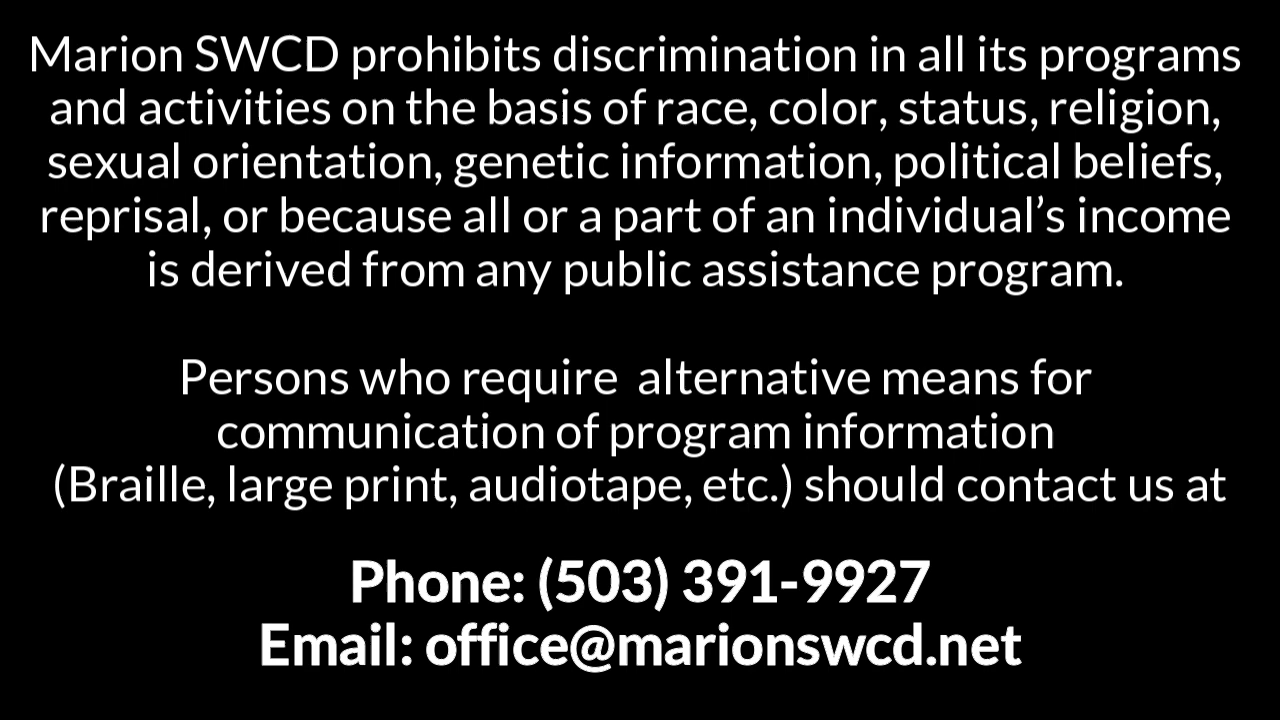 Marion SWCD prohibits discrimination in all its programs
and activities on the basis of race, color, status, religion,
sexual orientation, genetic information, political beliefs,
reprisal, or because all or a part of an individual’s income
is derived from any public assistance program.
Persons who require  alternative means for
communication of program information
(Braille, large print, audiotape, etc.) should contact us at
Phone: (503) 391-9927
Email: office@marionswcd.net